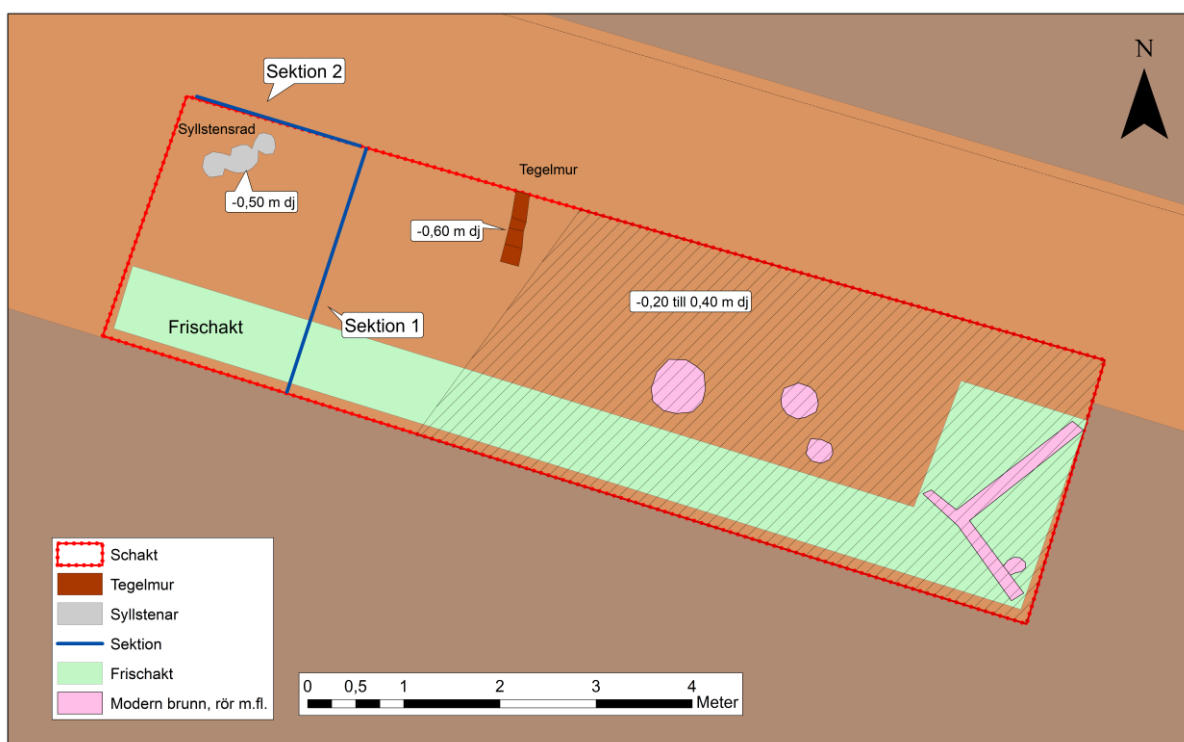 N
Sektion 2
Syllstensrad
-0,50 m dj
Tegelmur
-0,60 m dj
-0,20 till 0,40 m dj
Frischakt
Sektion 1
Schakt
Tegelmur
Syllstenar
Sektion
Frischakt
Modern brunn, rör m.fl.
0 0,5 1 2 3 4
Meter